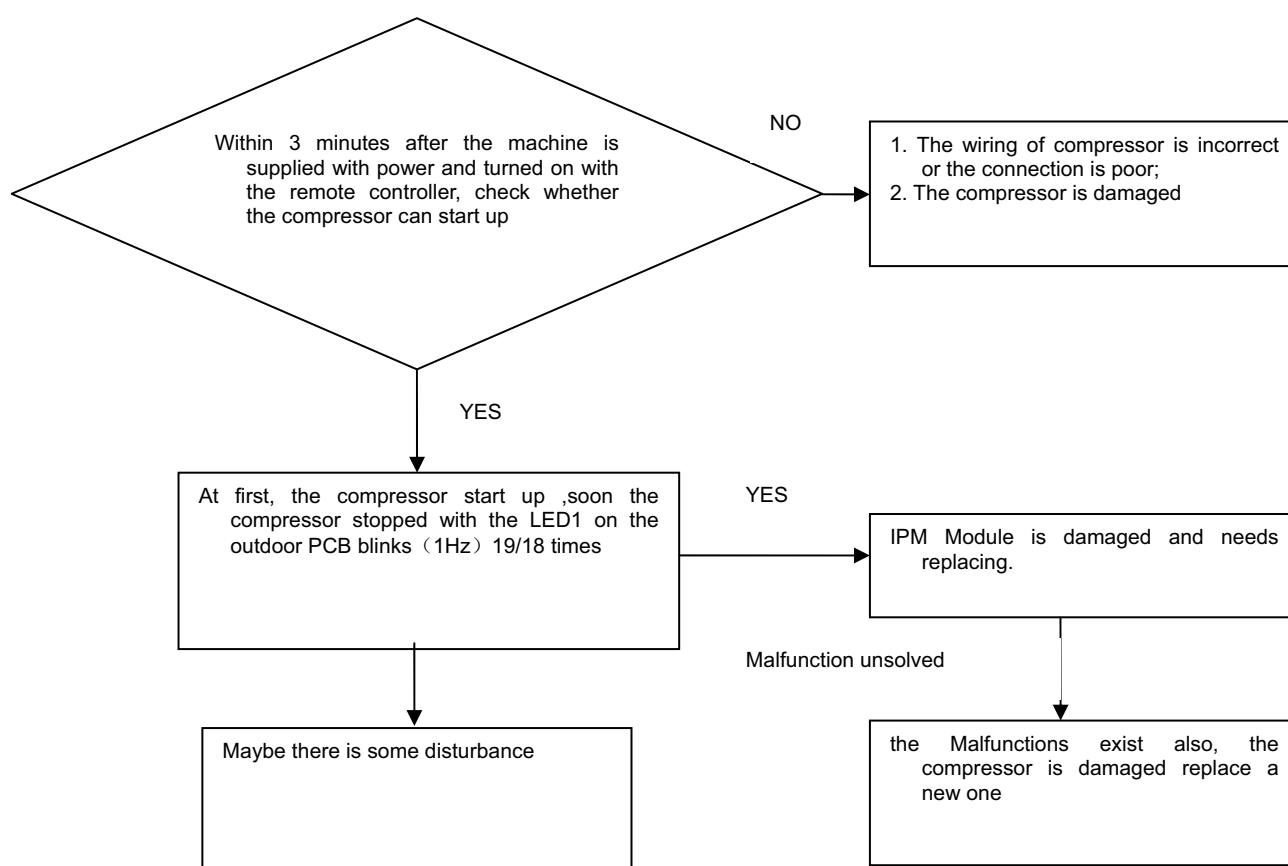 Within 3 minutes after the machine is
supplied with power and turned on with
the remote controller, check whether
the compressor can start up
NO
1. The wiring of compressor is incorrect
or the connection is poor;
2. The compressor is damaged
YES
At first, the compressor start up ,soon the
compressor stopped with the LED1 on the
outdoor PCB blinks（1Hz）19/18 times
YES
IPM Module is damaged and needs
replacing.
Malfunction unsolved
Maybe there is some disturbance
the Malfunctions exist also, the
compressor is damaged replace a
new one